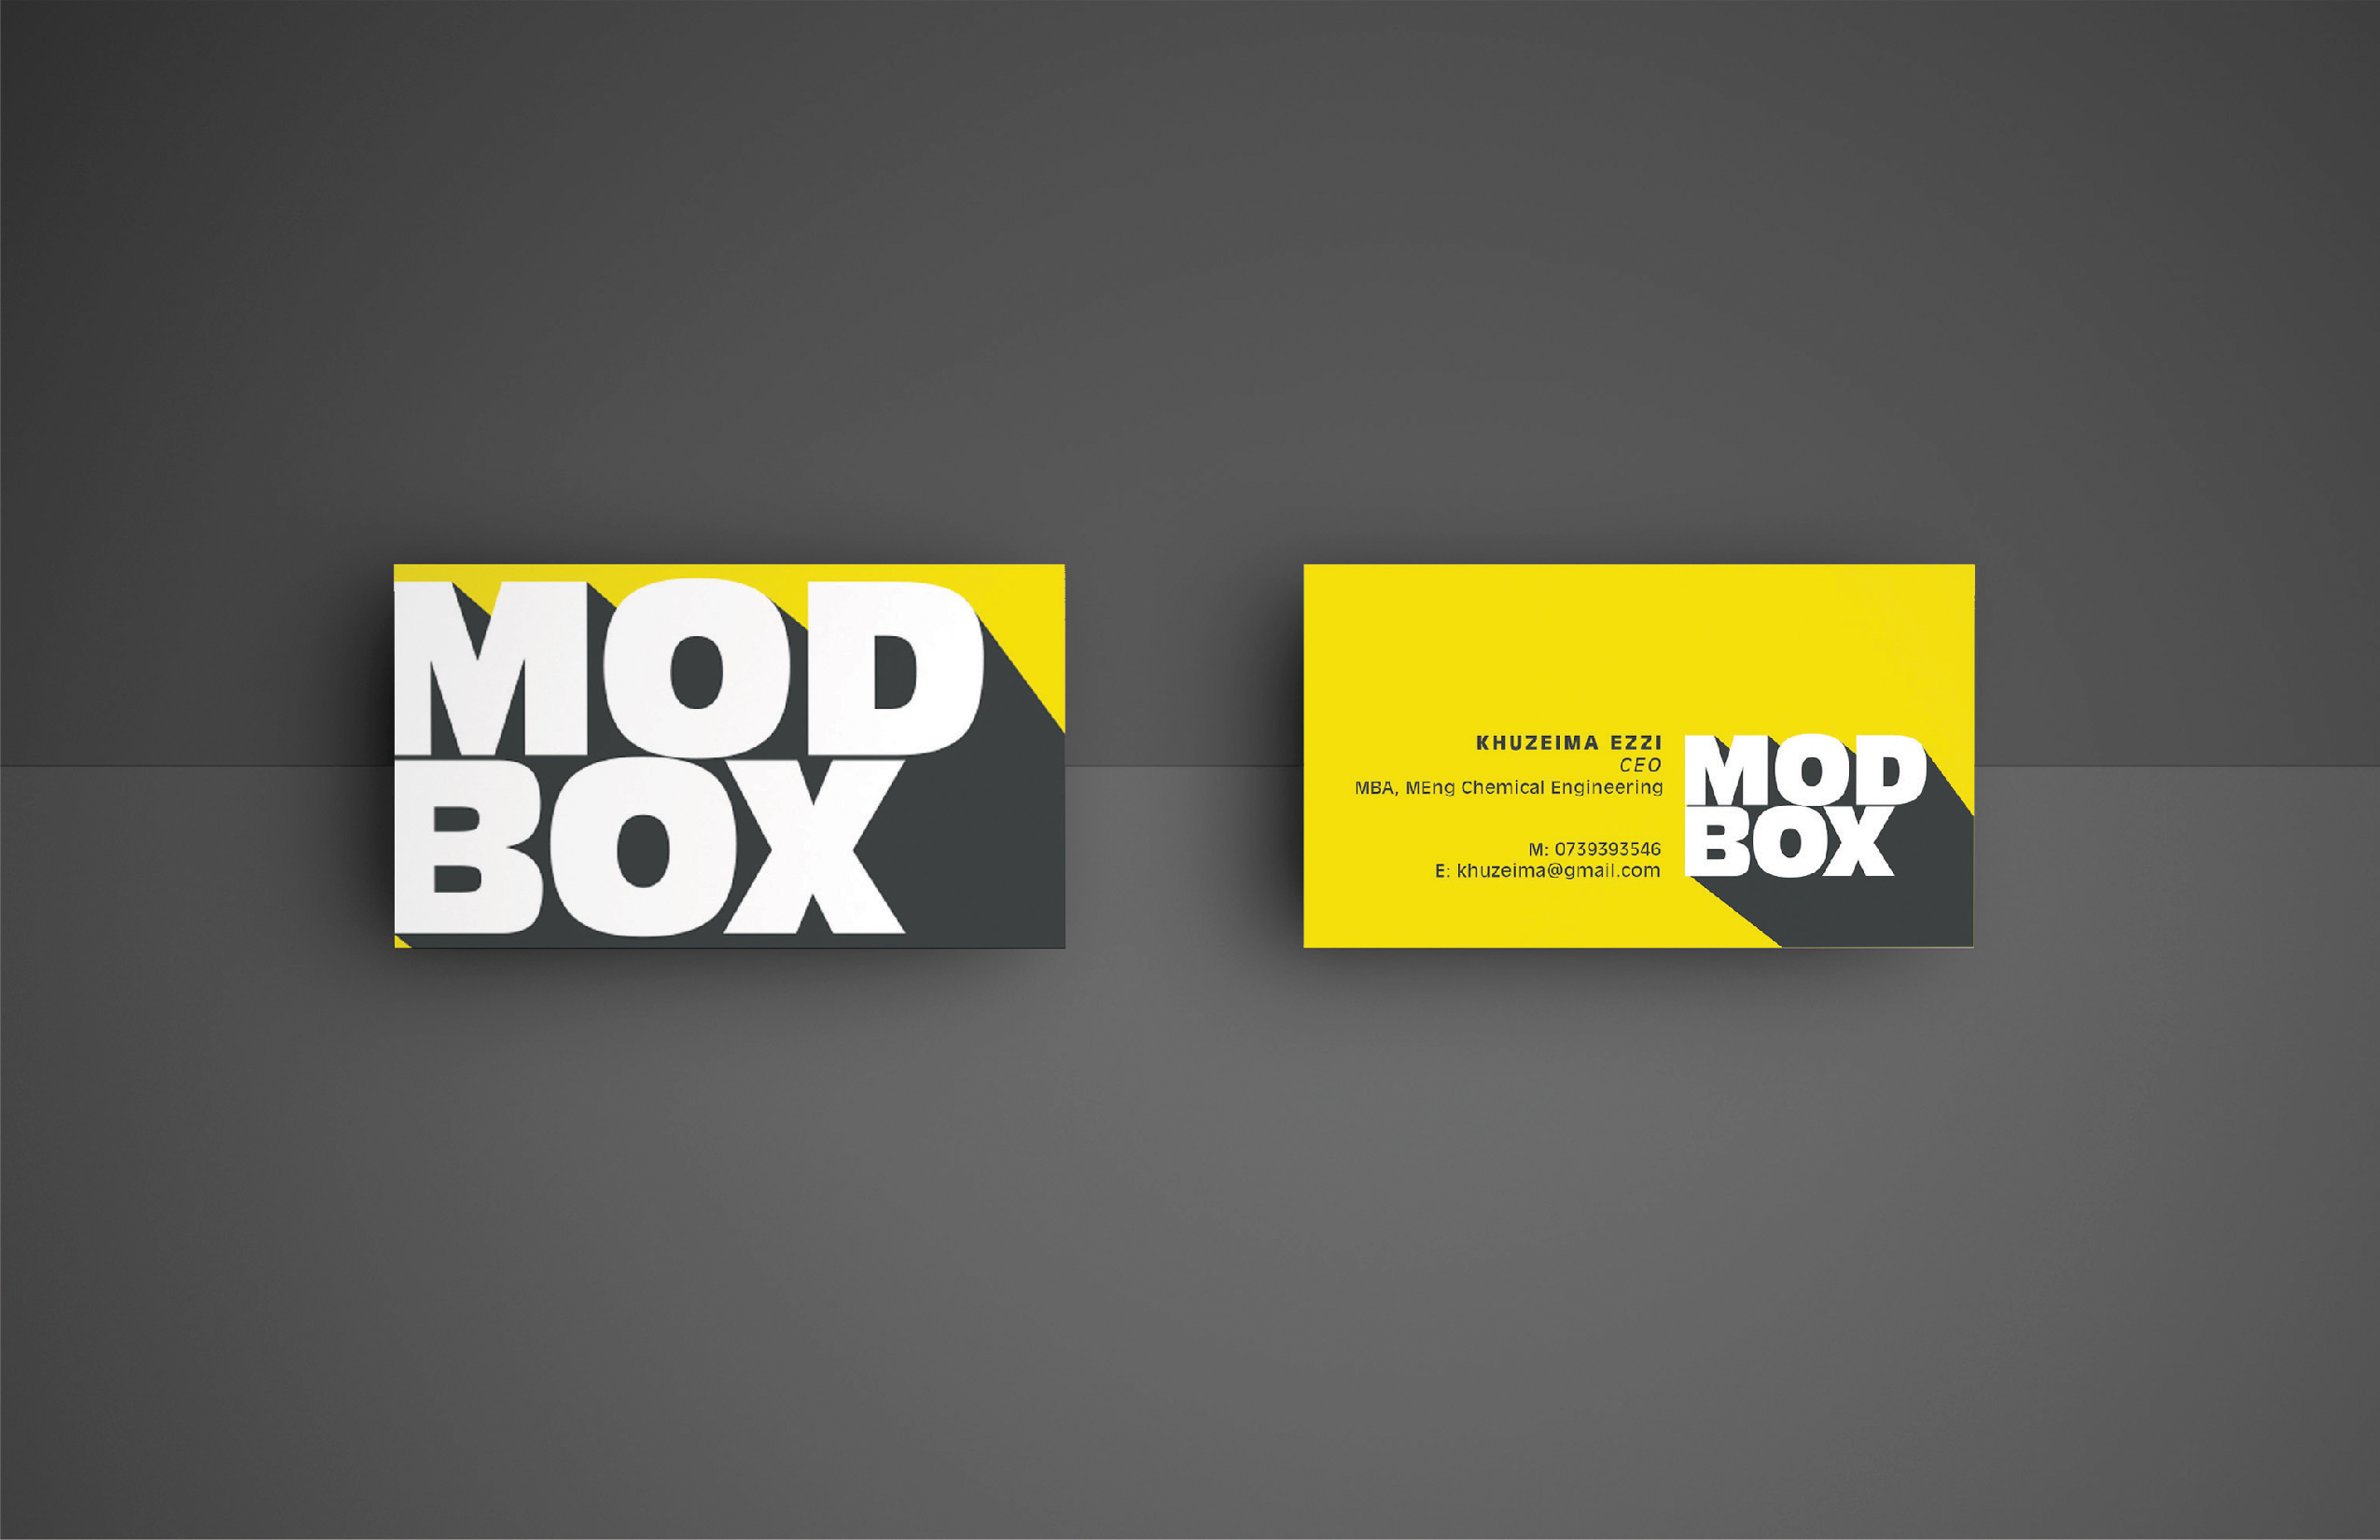 MOD
BOX
KHUZEIMA EZZI
CEO
MBA, MEng Chemical Engineering
M: 0739393546
E: khuzeima@gmail.com
MOD
BOX